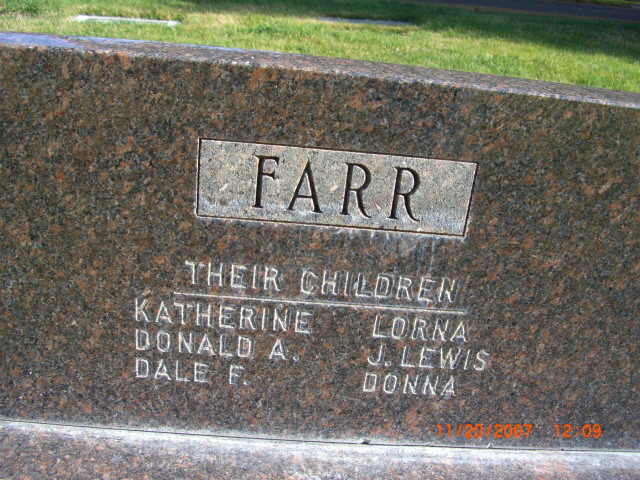 FARR
THEIR CHILDREN
KATHERINE LORNA
DONALD A. J. LEWIS
DALE F. DONNA
11/20/2007 12:09